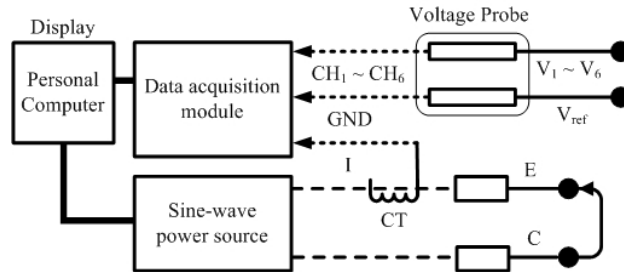 Display
Personal
Computer
Data acquisition
module
Voltage Probe
CH1 ~ CH6
V1 ~ V6
GND
Vref
I
E
CT
Sine-wave
power source
C